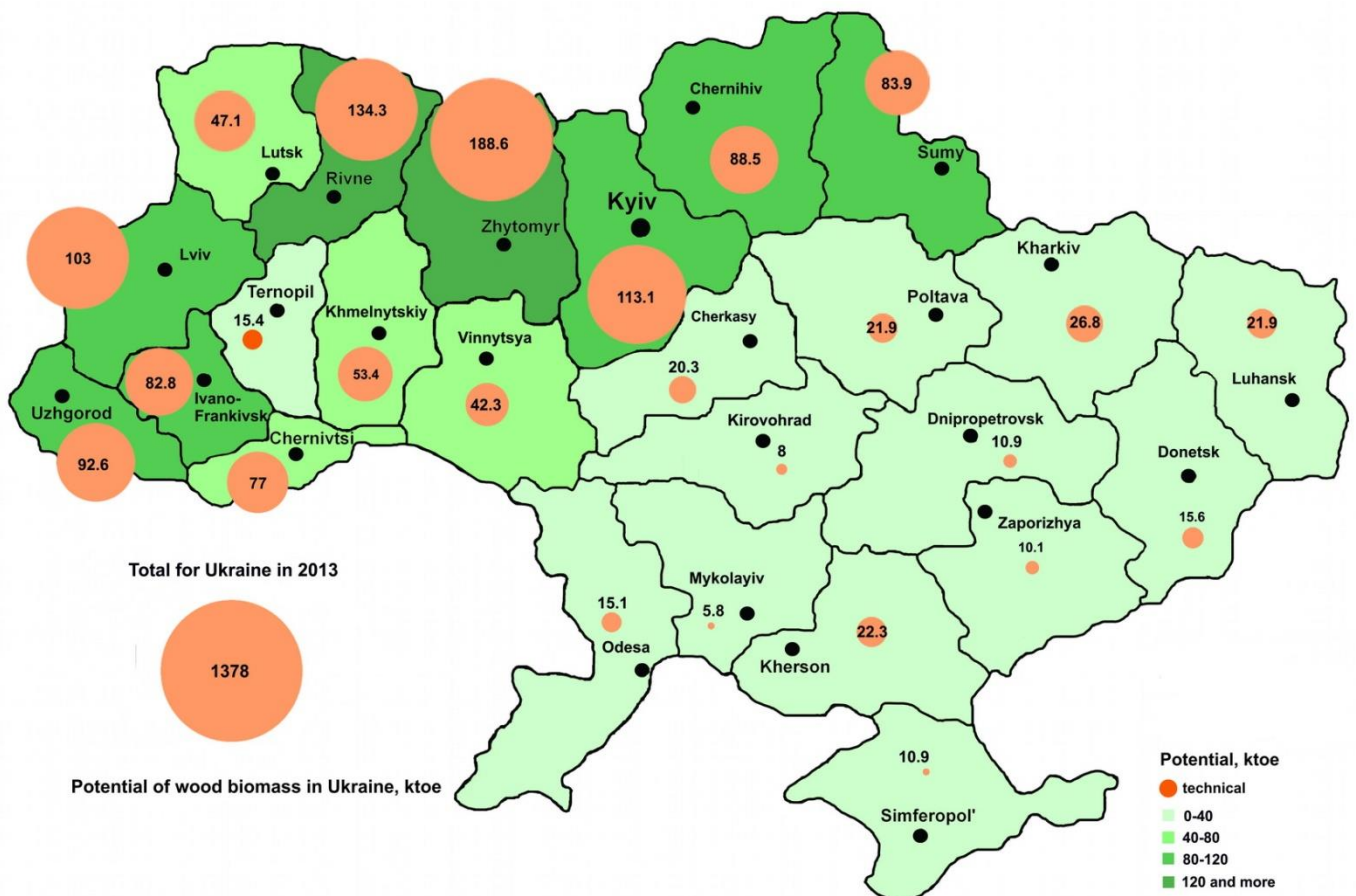 83.9
Chernihiv
134.3
47.1
188.6
88.5
Sumy
Lutsk
Rivne
Kyiv
Zhytomyr
103
Lviv
Kharkiv
Ternopil
15.4
Khmelnytskiy
113.1
Poltava
Cherkasy
21.9
26.8
21.9
Vinnytsya
20.3
53.4
82.8
Ivano-
Frankivsk
Uzhgorod
42.3
Luhansk
Kirovohrad
8
Dnipropetrovsk
10.9
Chernivtsi
Donetsk
92.6
77
15.6
Zaporizhya
10.1
Total for Ukraine in 2013
Mykolayiv
5.8
15.1
22.3
Odesa
Kherson
1378
Potential of wood biomass in Ukraine, ktoe
10.9
Simferopol'
Potential, ktoe
technical
0-40
40-80
80-120
120 and more